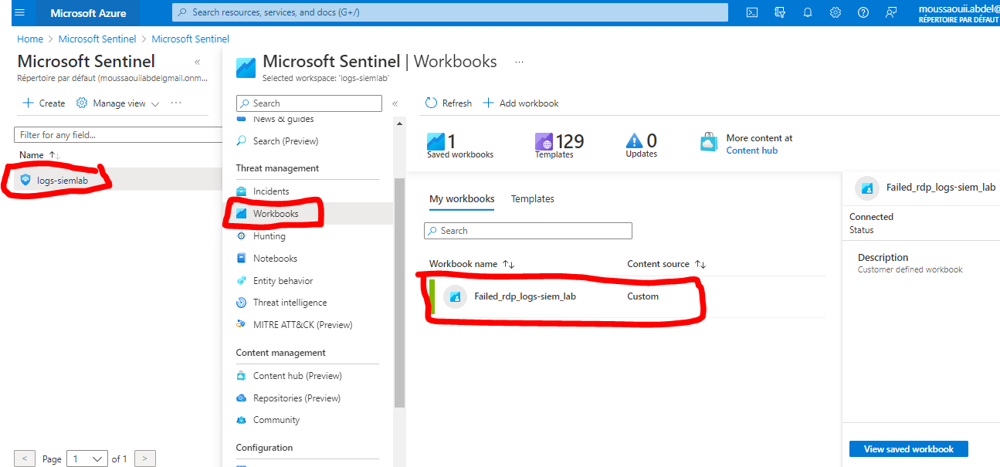 Microsoft Azure
Search resources, services, and docs (G+/)
moussaouii.abdel@
RÉPERTOIRE PAR DÉFAUT
Home > Microsoft Sentinel > Microsoft Sentinel
Microsoft Sentinel «
Répertoire par défaut (moussaouiiabdelgmail.onm...
+ Create Manage view ...
Filter for any field...
Name ↑↓
logs-siemlab
< Page 1 of 1 >
Microsoft Sentinel | Workbooks ...
Selected workspace: 'logs-siemlab'
Search «
News & guides
Search (Preview)
Threat management
Incidents
Workbooks
Hunting
Notebooks
Entity behavior
Threat intelligence
MITRE ATT&CK (Preview)
Content management
Content hub (Preview)
Repositories (Preview)
Community
Configuration
Refresh + Add workbook
1
Saved workbooks
129
Templates
0
Updates
More content at
Content hub
My workbooks Templates
Search
Workbook name ↑↓ Content source ↑↓
Failed_rdp_logs-siem_lab Custom
Failed_rdp_logs-siem_lab
Connected
Status
Description
Customer defined workbook
View saved workbook